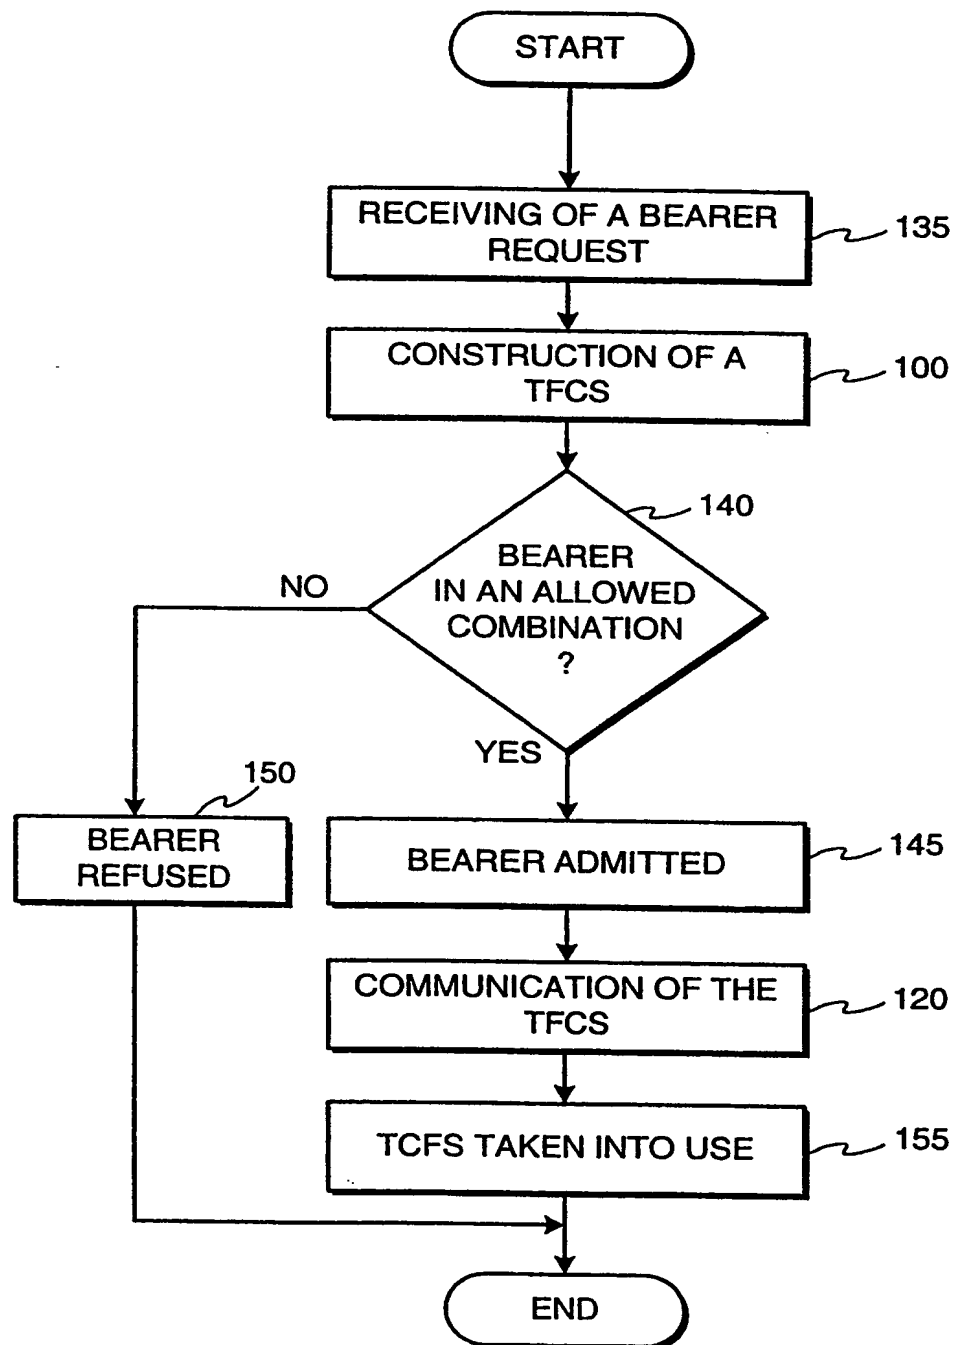 START
RECEIVING OF A BEARER
REQUEST
135
CONSTRUCTION OF A
TFCS
100
140
BEARER
IN AN ALLOWED
COMBINATION
?
NO
YES
150
BEARER
REFUSED
BEARER ADMITTED
145
COMMUNICATION OF THE
TFCS
120
TCFS TAKEN INTO USE
155
END